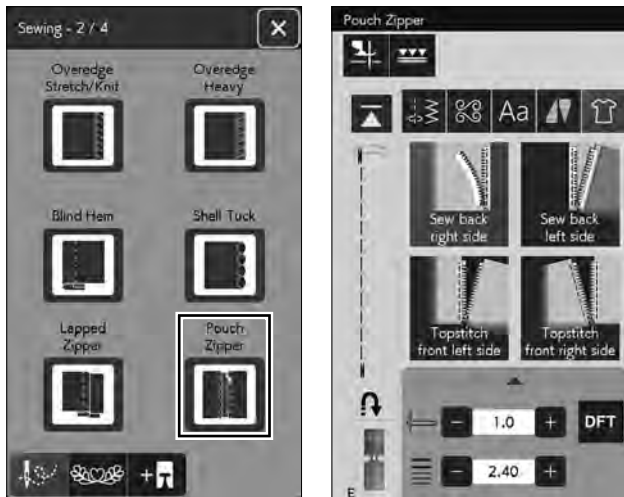 Sewing - 2 / 4
Overedge
Stretch/Knit
Overedge
Heavy
Blind Hem
Shell Tuck
Lapped
Zipper
Pouch
Zipper
Pouch Zipper
Aa
Sew back
right side
Sew back
left side
Topstitch
front left side
Topstitch
front right side
1.0
DFT
2.40
E